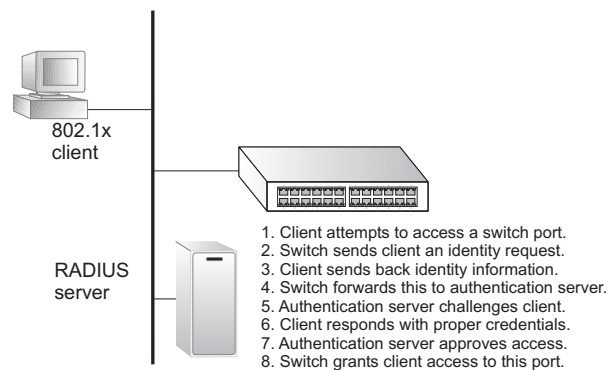 802.1x
client
1. Client attempts to access a switch port.
2. Switch sends client an identity request.
3. Client sends back identity information.
4. Switch forwards this to authentication server.
5. Authentication server challenges client.
6. Client responds with proper credentials.
7. Authentication server approves access.
8. Switch grants client access to this port.
RADIUS
server